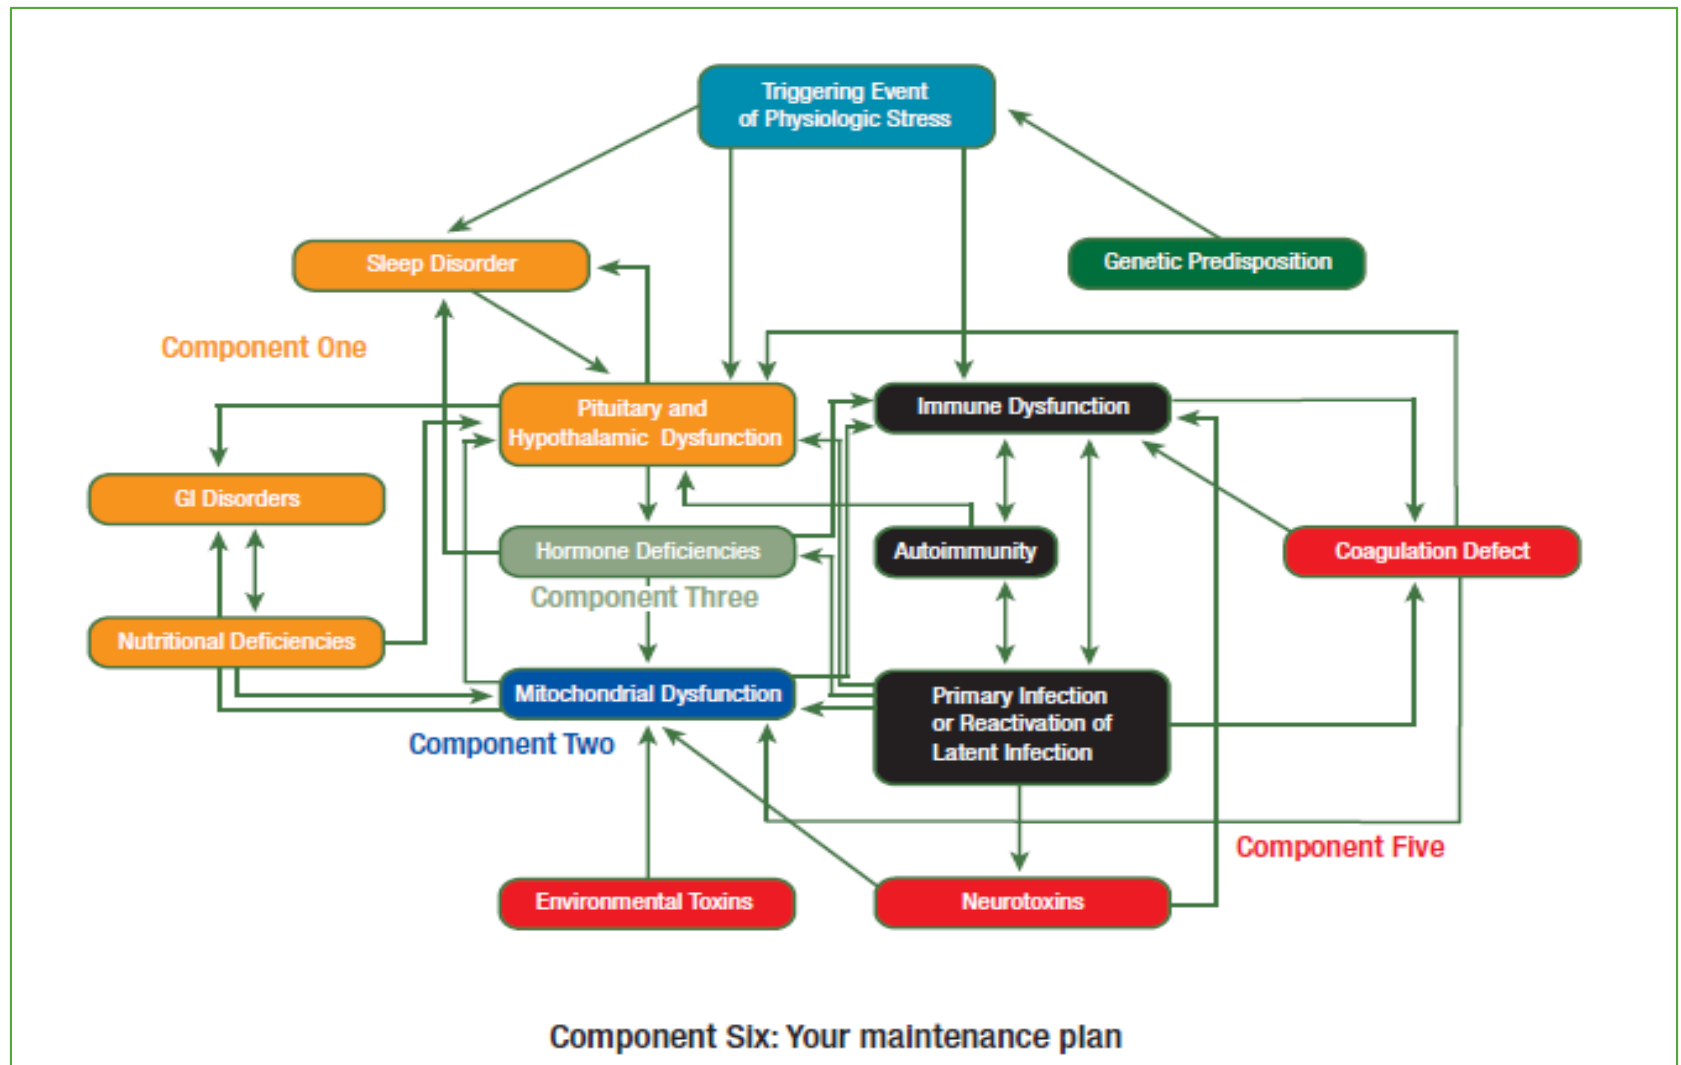 Triggering Event
of Physiologic Stress
Sleep Disorder
Genetic Predisposition
Component One
Pituitary and
Hypothalamic Dysfunction
Immune Dysfunction
GI Disorders
Hormone Deficiencies
Autoimmunity
Coagulation Defect
Component Three
Nutritional Deficiencies
Mitochondrial Dysfunction
Primary Infection
or Reactivation of
Latent Infection
Component Two
Component Five
Environmental Toxins
Neurotoxins
Component Six: Your maintenance plan